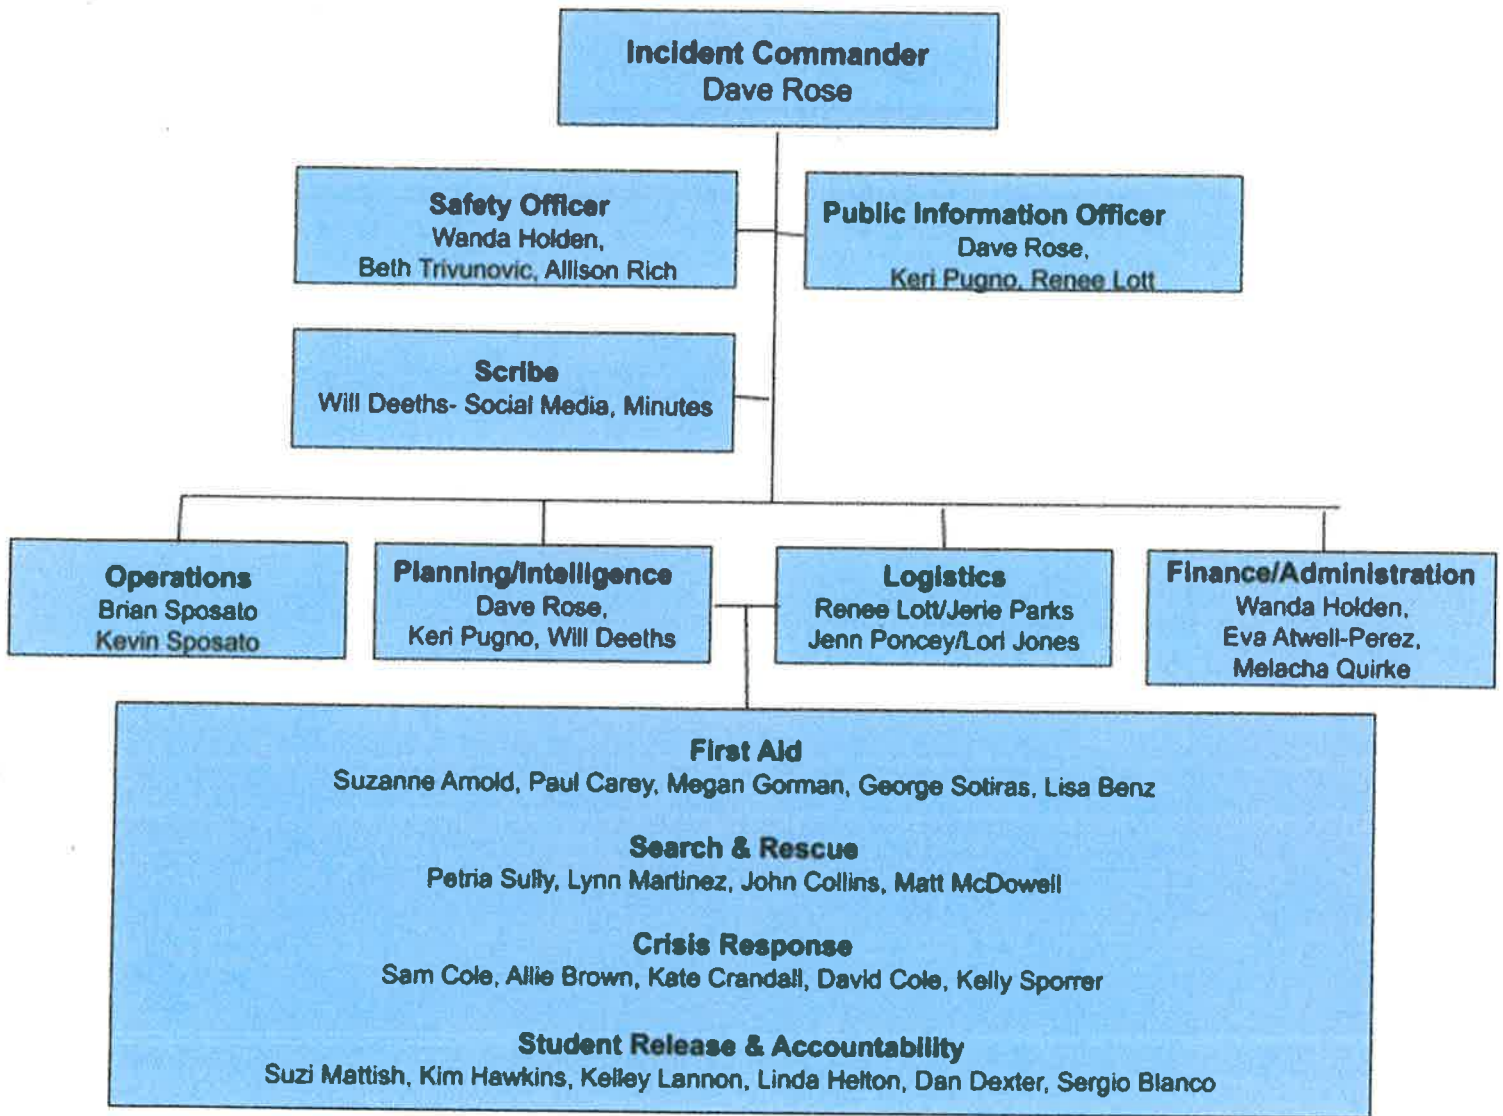 Incident Commander
Dave Rose
Safety Officer
Wanda Holden,
Beth Trivunovic, Allison Rich
Public Information Officer
Dave Rose,
Keri Pugno, Renee Lott
Scribe
Will Deeths- Social Media, Minutes
Operations
Brian Sposato
Kevin Sposato
Planning/Intelligence
Dave Rose,
Keri Pugno, Will Deeths
Logistics
Renee Lott/Jerie Parks
Jenn Poncey/Lori Jones
Finance/Administration
Wanda Holden,
Eva Atwell-Perez,
Melacha Quirke
First Aid
Suzanne Arnold, Paul Carey, Megan Gorman, George Sotiras, Lisa Benz
Search & Rescue
Petria Sully, Lynn Martinez, John Collins, Matt McDowell
Crisis Response
Sam Cole, Allie Brown, Kate Crandall, David Cole, Kelly Sporrer
Student Release & Accountability
Suzi Mattish, Kim Hawkins, Kelley Lannon, Linda Helton, Dan Dexter, Sergio Blanco